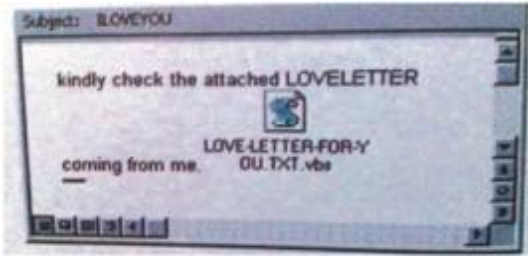 Subject: ILOVEYOU
kindly check the attached LOVELETTER
LOVE-LETTER-FOR-Y
OU.TXT.vbs
coming from me.